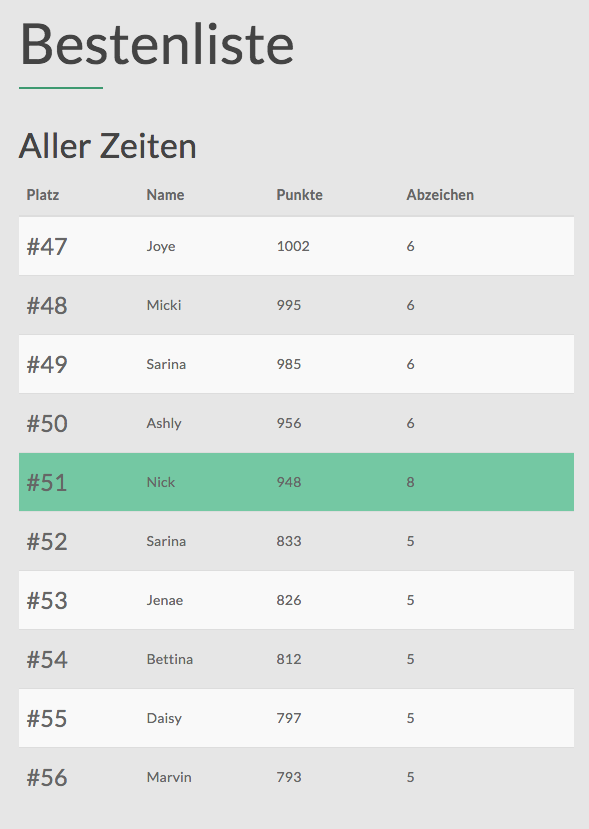 Bestenliste
Aller Zeiten
Platz Name Punkte Abzeichen
#47 Joye 1002 6
#48 Micki 995 6
#49 Sarina 985 6
#50 Ashly 956 6
#51 Nick 948 8
#52 Sarina 833 5
#53 Jenae 826 5
#54 Bettina 812 5
#55 Daisy 797 5
#56 Marvin 793 5